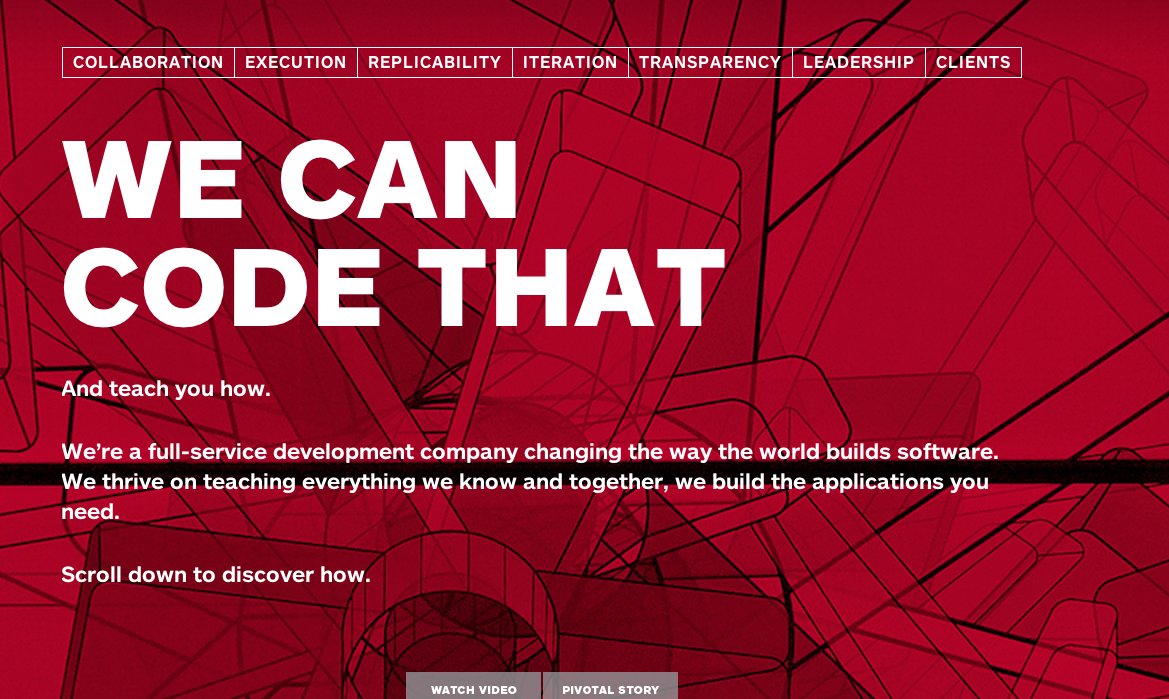 COLLABORATION EXECUTION REPLICABILITY ITERATION TRANSPARENCY LEADERSHIP CLIENTS
WE CAN
CODE THAT
And teach you how.
We’re a full-service development company changing the way the world builds software.
We thrive on teaching everything we know and together, we build the applications you
need.
Scroll down to discover how.
WATCH VIDEO PIVOTAL STORY